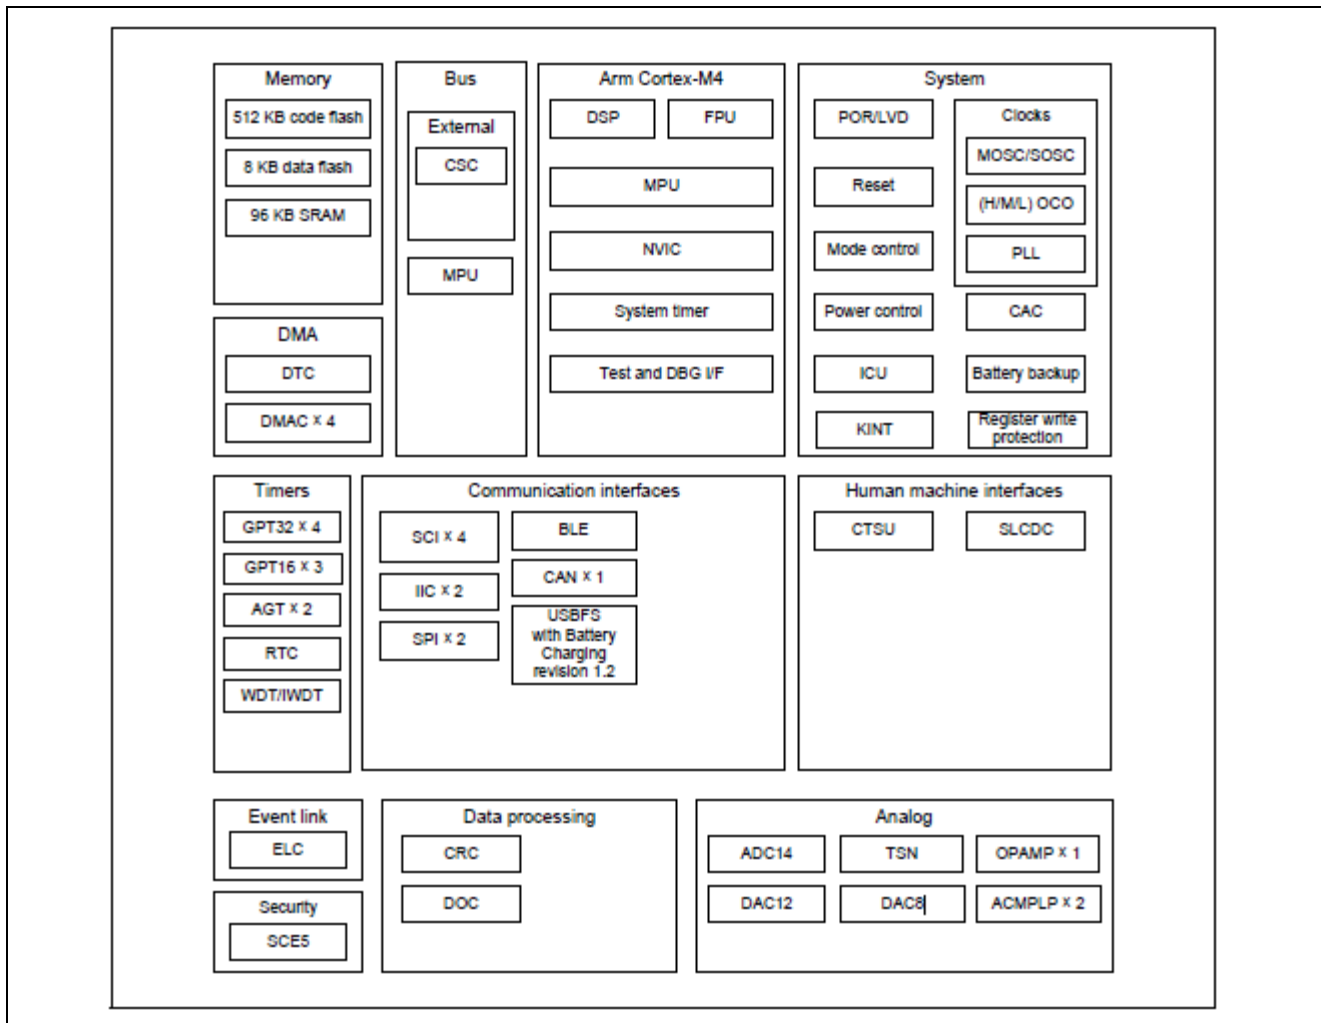 Memory
512 KB code flash
8 KB data flash
96 KB SRAM
DMA
DTC
DMAC x 4
Bus
External
CSC
MPU
Arm Cortex-M4
DSP
FPU
MPU
NVIC
System timer
Test and DBG I/F
System
POR/LVD
Reset
Mode control
Power control
ICU
KINT
Clocks
MOSC/SOSC
(H/M/L) OCO
PLL
CAC
Battery backup
Register write
protection
Timers
GPT32 x 4
GPT16 x 3
AGT x 2
RTC
WDT/IWDT
Communication interfaces
SCI x 4
IIC x 2
SPI x 2
BLE
CAN x 1
USBFS
with Battery
Charging
revision 1.2
Human machine interfaces
CTSU
SLCDC
Event link
ELC
Security
SCE5
Data processing
CRC
DOC
Analog
ADC14
TSN
OPAMP x 1
DAC12
DAC8
ACMPLP x 2